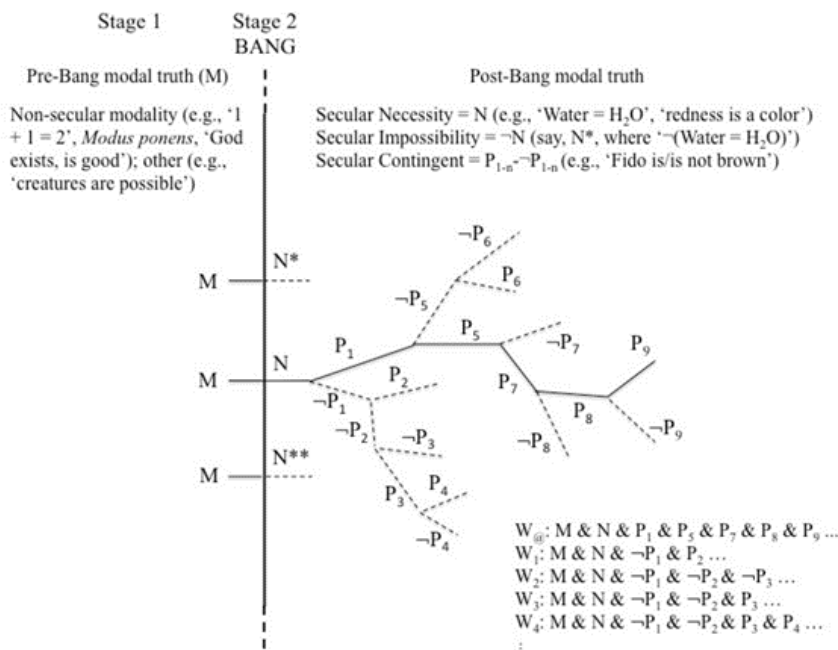 Stage 1
Stage 2
BANG
Pre-Bang modal truth (M)
Post-Bang modal truth
Non-secular modality (e.g., ‘1
+ 1 = 2’, Modus ponens, ‘God
exists, is good’); other (e.g.,
‘creatures are possible’)
Secular Necessity = N (e.g., ‘Water = H₂O’, ‘redness is a color’)
Secular Impossibility = ¬N (say, N*, where ‘¬(Water = H₂O)’)
Secular Contingent = P₁₋ₙ-¬P₁₋ₙ (e.g., ‘Fido is/is not brown’)
¬P₆
N*
P₆
M
¬P₅
P₁
P₅
¬P₇
P₉
N
M
P₂
P₇
¬P₁
P₈
¬P₂
¬P₃
¬P₈
¬P₉
N**
M
P₃
P₄
¬P₄
W@: M & N & P₁ & P₅ & P₇ & P₈ & P₉ ...
W₁: M & N & ¬P₁ & P₂ ...
W₂: M & N & ¬P₁ & ¬P₂ & ¬P₃ ...
W₃: M & N & ¬P₁ & ¬P₂ & P₃ ...
W₄: M & N & ¬P₁ & ¬P₂ & P₃ & P₄ ...
: